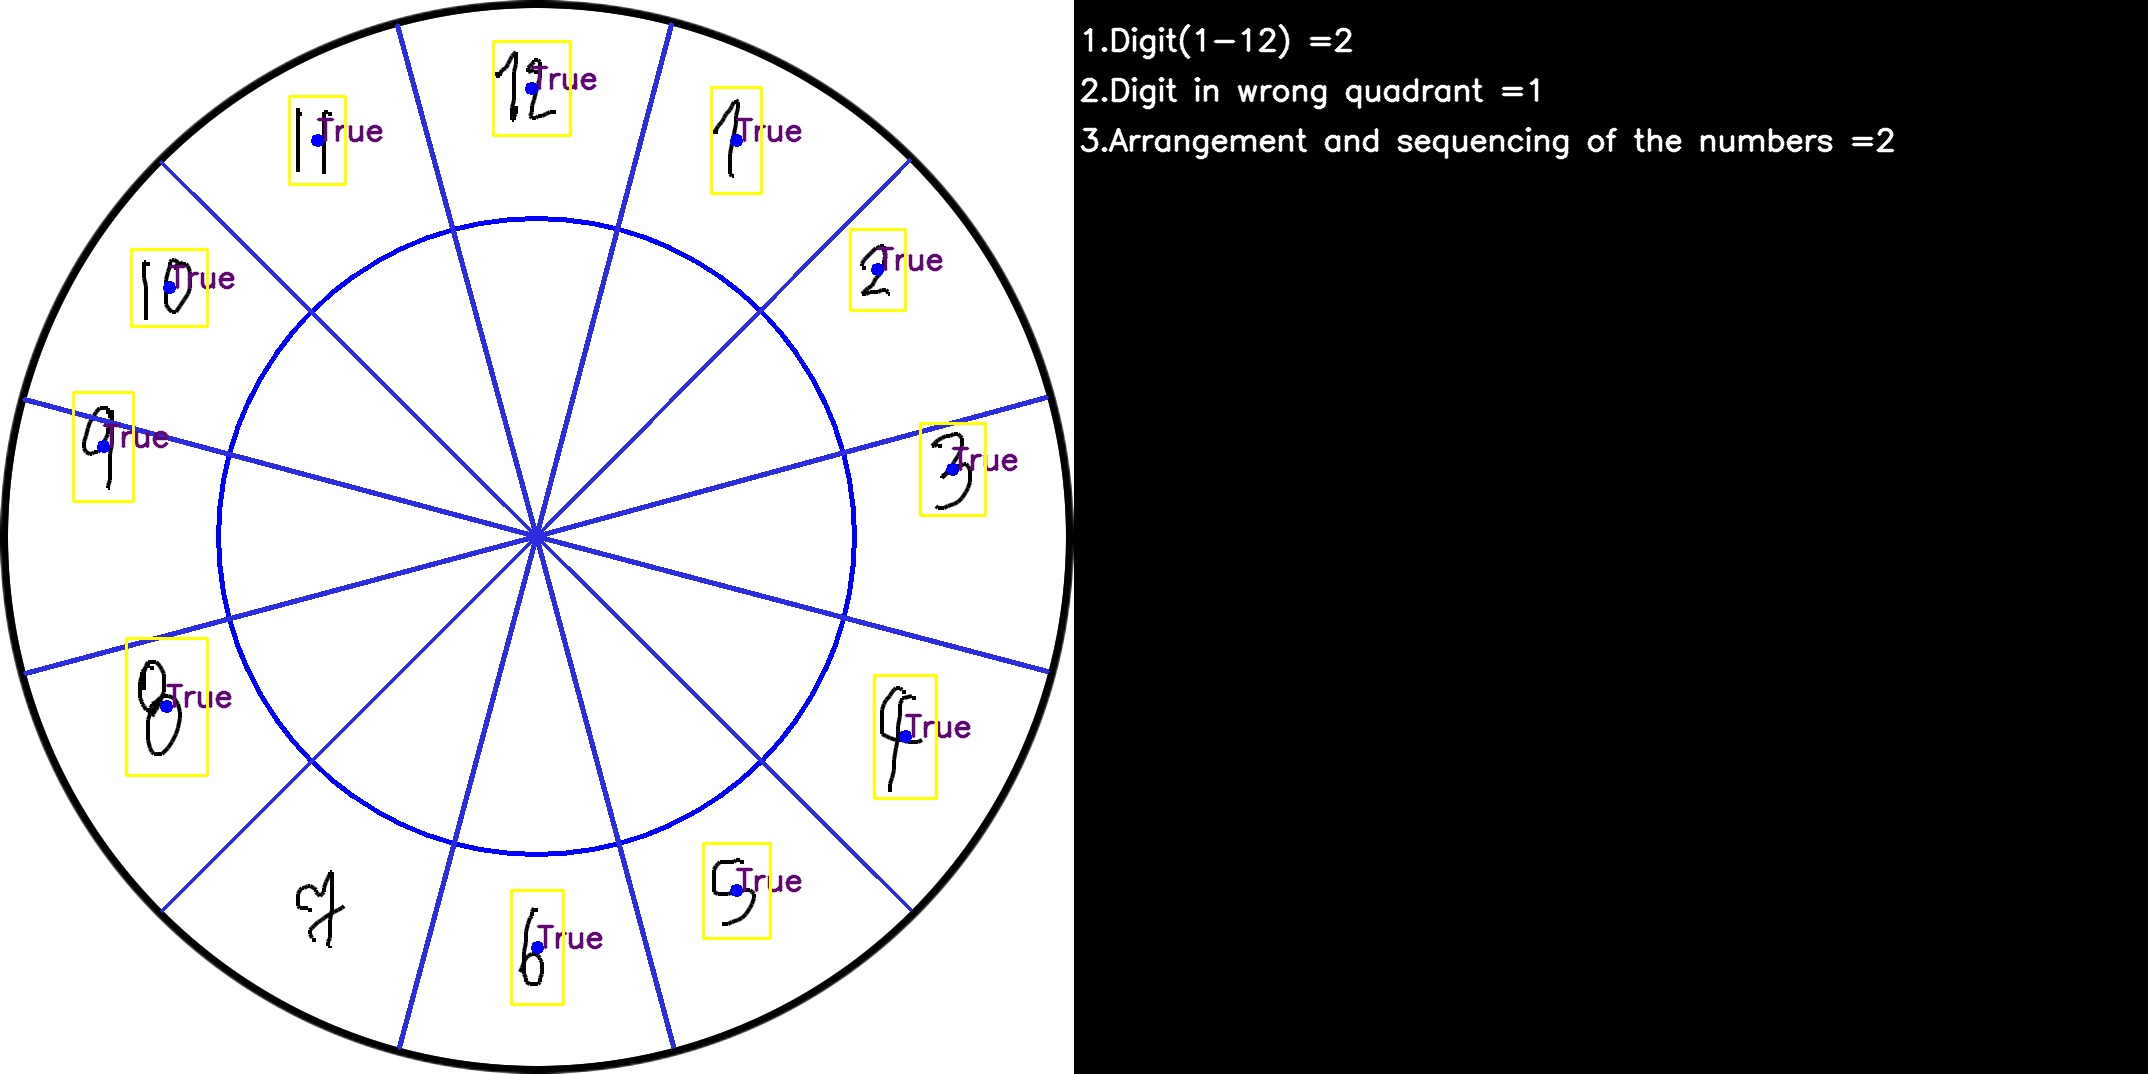 12 True
11 True
1 True
2 True
10 True
9 True
3 True
8 True
4 True
5 True
7
6 True
1.Digit(1-12) =2
2.Digit in wrong quadrant =1
3.Arrangement and sequencing of the numbers =2